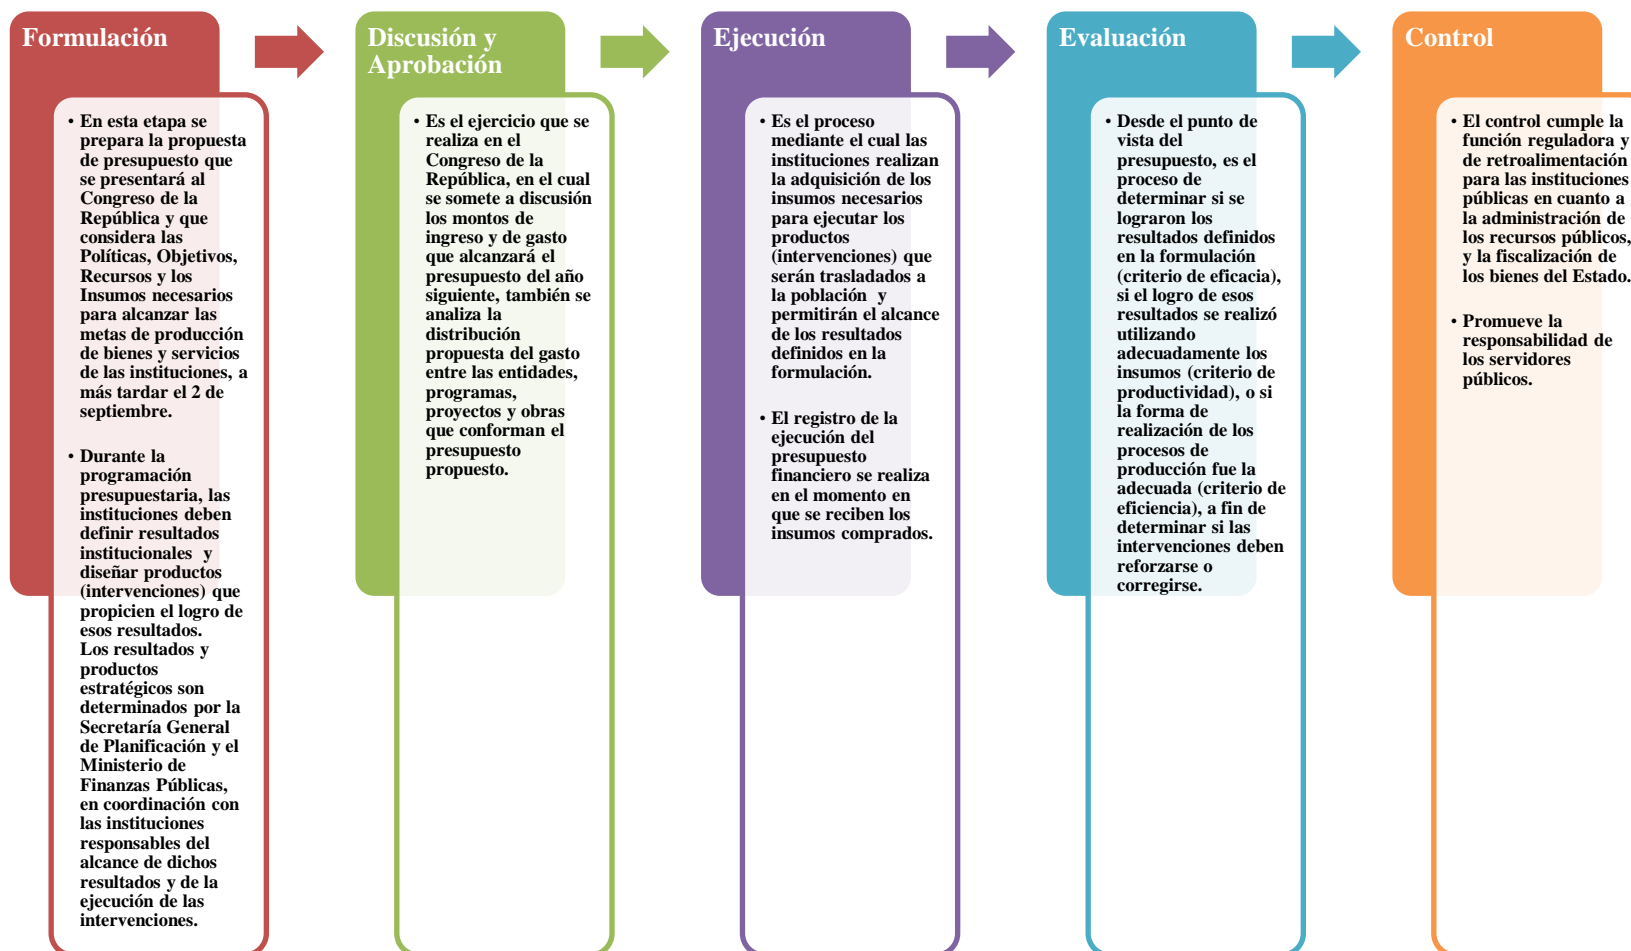 Formulación
• En esta etapa se
prepara la propuesta
de presupuesto que
se presentará al
Congreso de la
República y que
considera las
Políticas, Objetivos,
Recursos y los
Insumos necesarios
para alcanzar las
metas de producción
de bienes y servicios
de las instituciones, a
más tardar el 2 de
septiembre.
• Durante la
programación
presupuestaria, las
instituciones deben
definir resultados
institucionales y
diseñar productos
(intervenciones) que
propicien el logro de
esos resultados.
Los resultados y
productos
estratégicos son
determinados por la
Secretaría General
de Planificación y el
Ministerio de
Finanzas Públicas,
en coordinación con
las instituciones
responsables del
alcance de dichos
resultados y de la
ejecución de las
intervenciones.
Discusión y
Aprobación
• Es el ejercicio que se
realiza en el
Congreso de la
República, en el cual
se somete a discusión
los montos de
ingreso y de gasto
que alcanzará el
presupuesto del año
siguiente, también se
analiza la
distribución
propuesta del gasto
entre las entidades,
programas,
proyectos y obras
que conforman el
presupuesto
propuesto.
Ejecución
• Es el proceso
mediante el cual las
instituciones realizan
la adquisición de los
insumos necesarios
para ejecutar los
productos
(intervenciones) que
serán trasladados a
la población y
permitirán el alcance
de los resultados
definidos en la
formulación.
• El registro de la
ejecución del
presupuesto
financiero se realiza
en el momento en
que se reciben los
insumos comprados.
Evaluación
• Desde el punto de
vista del
presupuesto, es el
proceso de
determinar si se
lograron los
resultados definidos
en la formulación
(criterio de eficacia),
si el logro de esos
resultados se realizó
utilizando
adecuadamente los
insumos (criterio de
productividad), o si
la forma de
realización de los
procesos de
producción fue la
adecuada (criterio de
eficiencia), a fin de
determinar si las
intervenciones deben
reforzarse o
corregirse.
Control
• El control cumple la
función reguladora y
de retroalimentación
para las instituciones
públicas en cuanto a
la administración de
los recursos públicos,
y la fiscalización de
los bienes del Estado.
• Promueve la
responsabilidad de
los servidores
públicos.